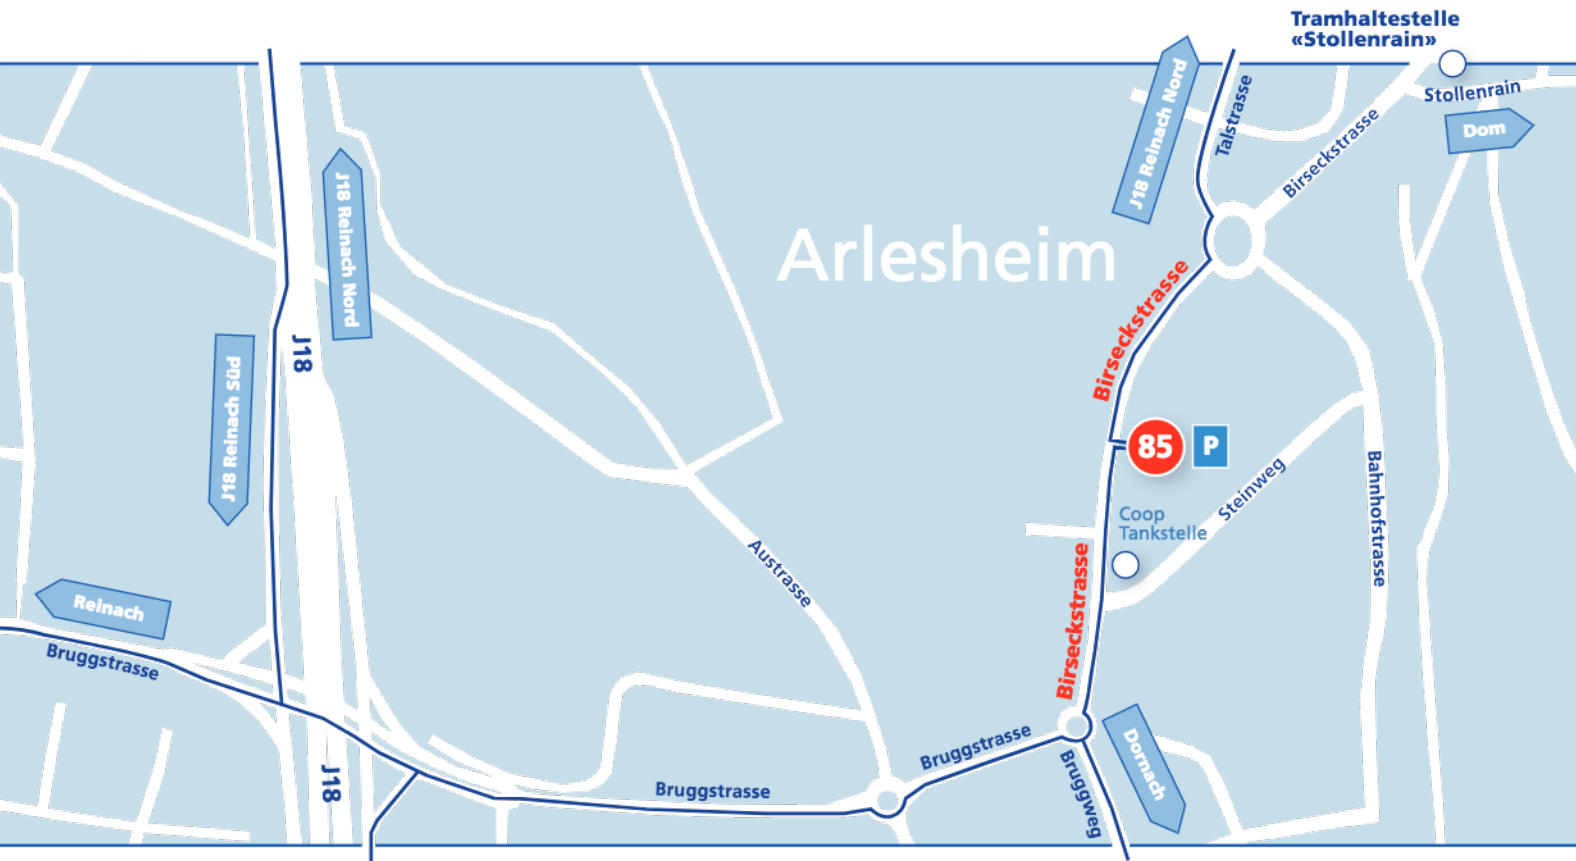 Tramhaltestelle
«Stollenrain»
J18 Reinach Nord
Talstrasse
Stollenrain
Birseckstrasse
Dom
J18 Reinach Nord
Arlesheim
J18
J18 Reinach Süd
Birseckstrasse
85
P
Steinweg
Bahnhofstrasse
Coop
Tankstelle
Austrasse
Birseckstrasse
Reinach
Bruggstrasse
Bruggstrasse
Dornach
Bruggweg
J18
Bruggstrasse